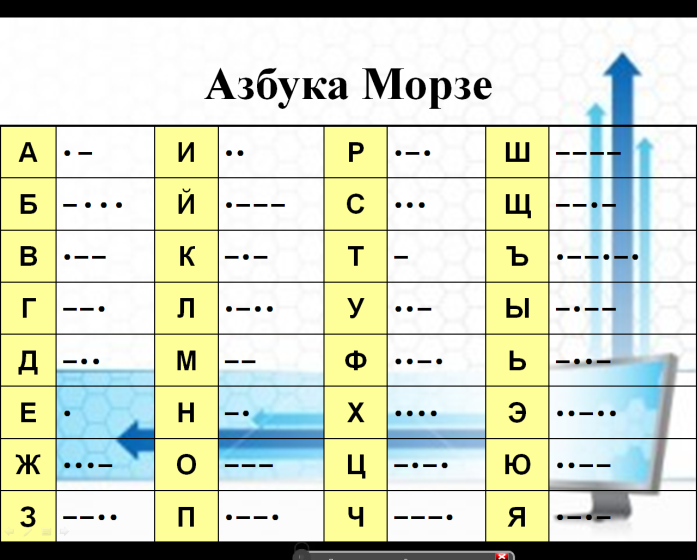 Азбука Морзе
А •– И •• Р •–• Ш ––––
Б –••• Й •––– С ••• Щ ––•–
В •–– К –•– Т – Ъ •––•–•
Г ––• Л •–•• У ••– Ы –•––
Д –•• М –– Ф ••–• Ь –••–
Е • Н –• Х •••• Э ••–••
Ж •••– О ––– Ц –•–• Ю ••––
З ––•• П •––• Ч –––• Я •–•–